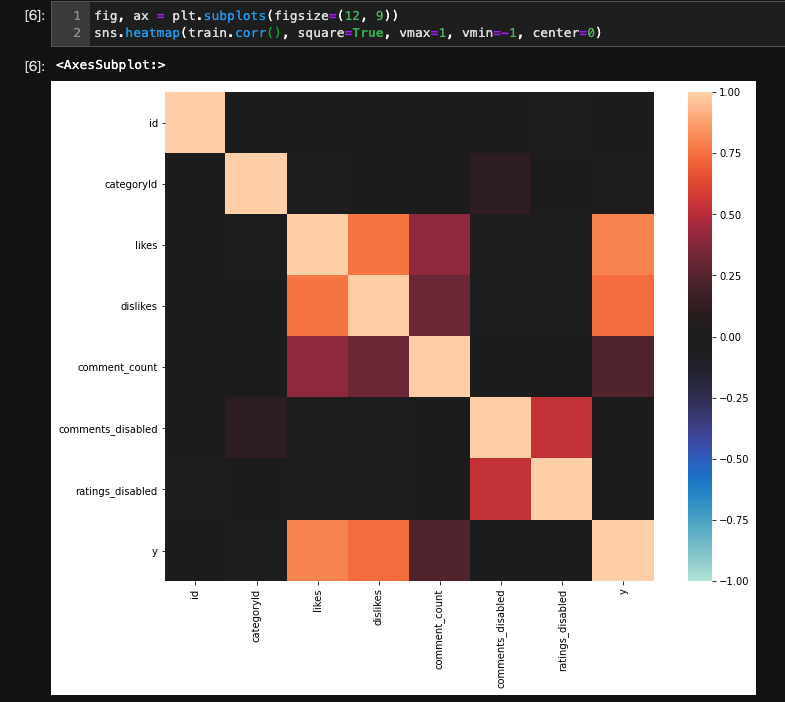 [6]:
1 fig, ax = plt.subplots(figsize=(12, 9))
2 sns.heatmap(train.corr(), square=True, vmax=1, vmin=-1, center=0)
[6]: <AxesSubplot:>
id
categoryId
likes
dislikes
comment_count
comments_disabled
ratings_disabled
y
id
categoryId
likes
dislikes
comment_count
comments_disabled
ratings_disabled
y
1.00
0.75
0.50
0.25
0.00
−0.25
−0.50
−0.75
−1.00